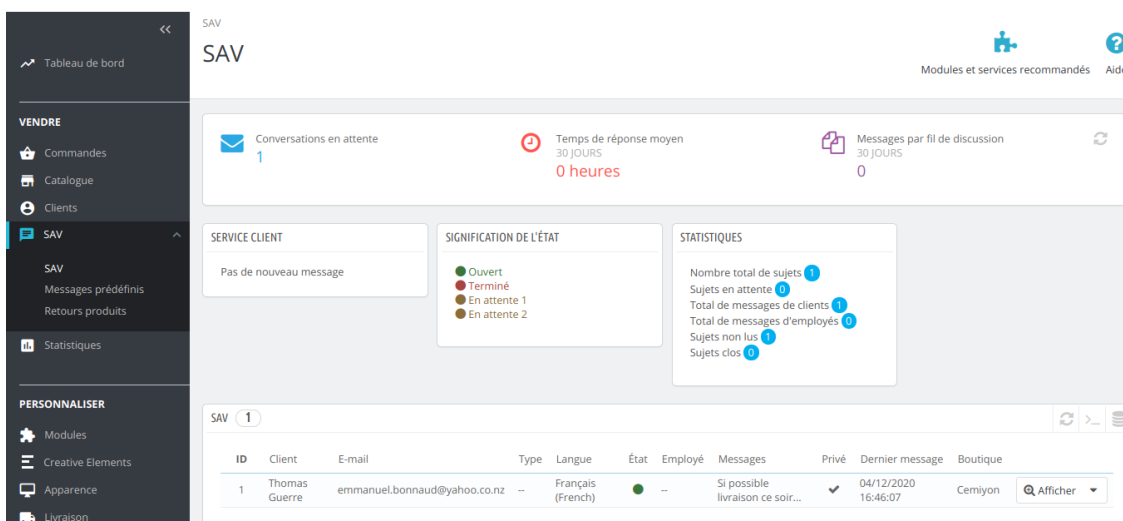 SAV
SAV
Modules et services recommandés
Tableau de bord
VENDRE
Commandes
Catalogue
Clients
SAV
SAV
Messages prédéfinis
Retours produits
Statistiques
PERSONNALISER
Modules
Creative Elements
Apparence
Livraison
Conversations en attente
1
Temps de réponse moyen
30 JOURS
0 heures
Messages par fil de discussion
30 JOURS
0
SERVICE CLIENT
Pas de nouveau message
SIGNIFICATION DE L'ÉTAT
Ouvert
Terminé
En attente 1
En attente 2
STATISTIQUES
Nombre total de sujets 1
Sujets en attente 0
Total de messages de clients 1
Total de messages d'employés 0
Sujets non lus 1
Sujets clos 0
SAV 1
ID Client E-mail Type Langue État Employé Messages Privé Dernier message Boutique
1 Thomas Guerre emmanuel.bonnaud@yahoo.co.nz -- Français (French) -- Si possible livraison ce soir... 04/12/2020 16:46:07 Cemiyon Afficher